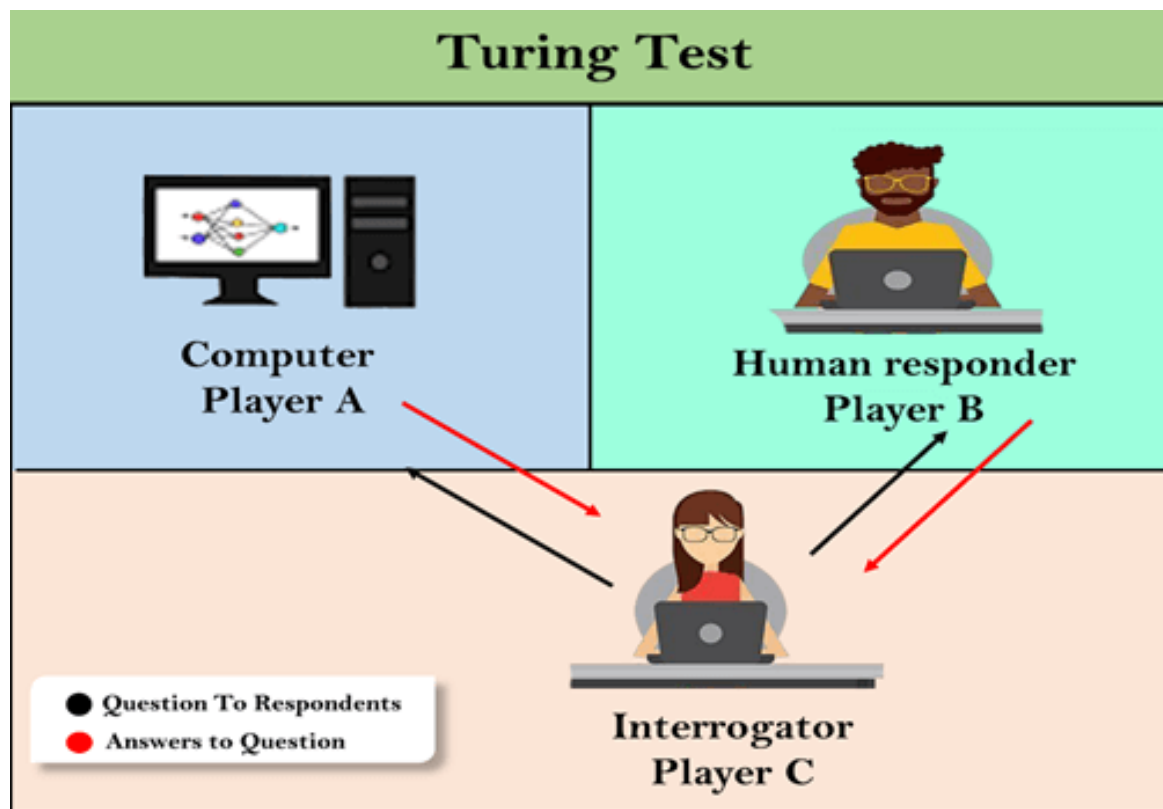 Turing Test
Computer
Player A
Human responder
Player B
Interrogator
Player C
Question To Respondents
Answers to Question